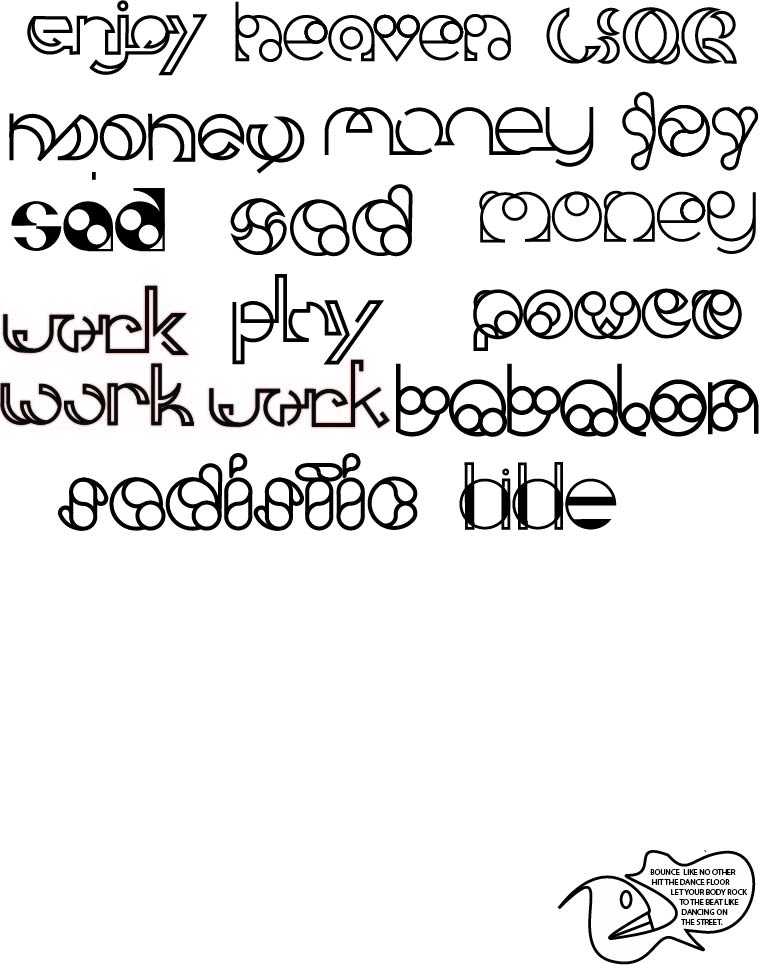 enjoy heaven
money money joy
sad sad money
work play power
work work babalon
sadistic
BOUNCE LIKE NO OTHER
HIT THE DANCE FLOOR
LET YOUR BODY ROCK
TO THE BEAT LIKE
DANCING ON
THE STREET.